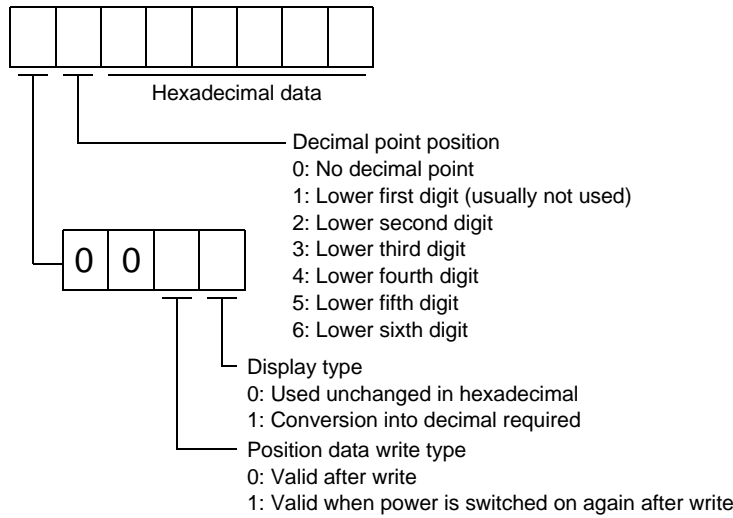 Hexadecimal data
Decimal point position
0: No decimal point
1: Lower first digit (usually not used)
2: Lower second digit
3: Lower third digit
4: Lower fourth digit
5: Lower fifth digit
6: Lower sixth digit
0 0
Display type
0: Used unchanged in hexadecimal
1: Conversion into decimal required
Position data write type
0: Valid after write
1: Valid when power is switched on again after write